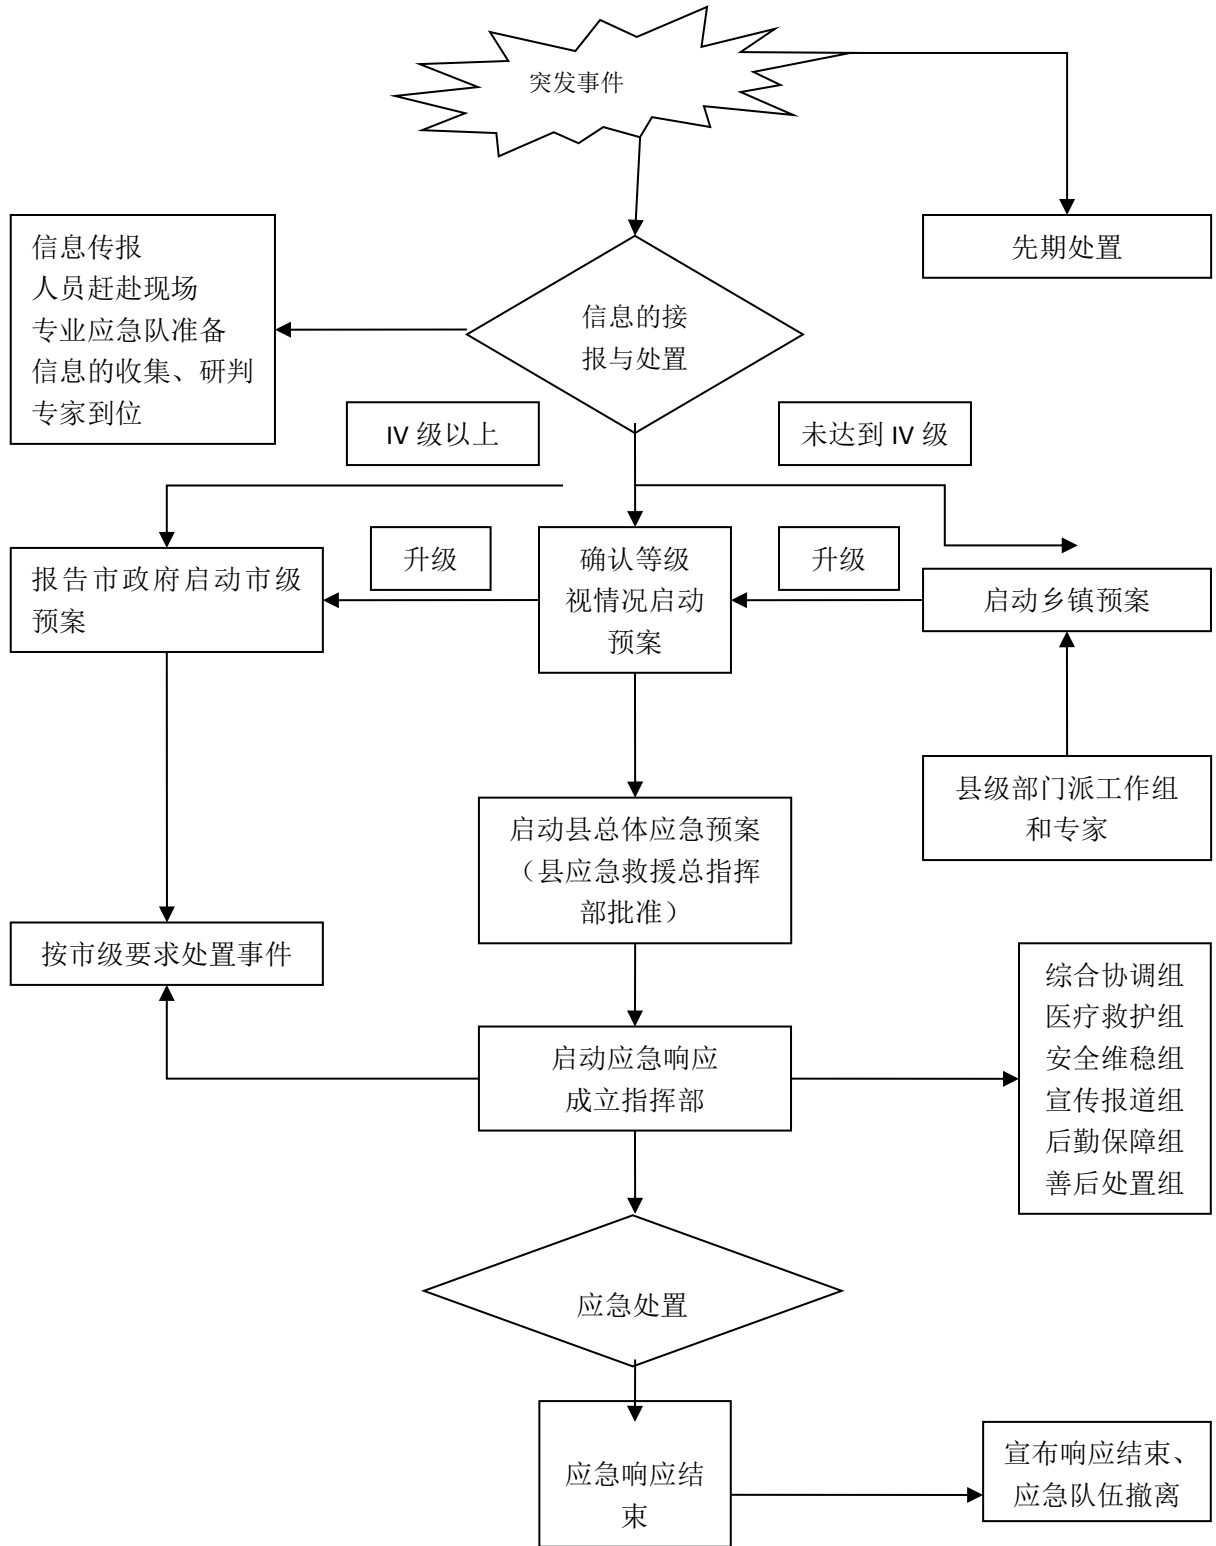 突发事件
信息传报
人员赶赴现场
专业应急队准备
信息的收集、研判
专家到位
先期处置
信息的接
报与处置
IV 级以上
未达到 IV 级
报告市政府启动市级
预案
升级
确认等级
视情况启动
预案
升级
启动乡镇预案
县级部门派工作组
和专家
启动县总体应急预案
（县应急救援总指挥
部批准）
按市级要求处置事件
综合协调组
医疗救护组
安全维稳组
宣传报道组
后勤保障组
善后处置组
启动应急响应
成立指挥部
应急处置
应急响应结
束
宣布响应结束、
应急队伍撤离